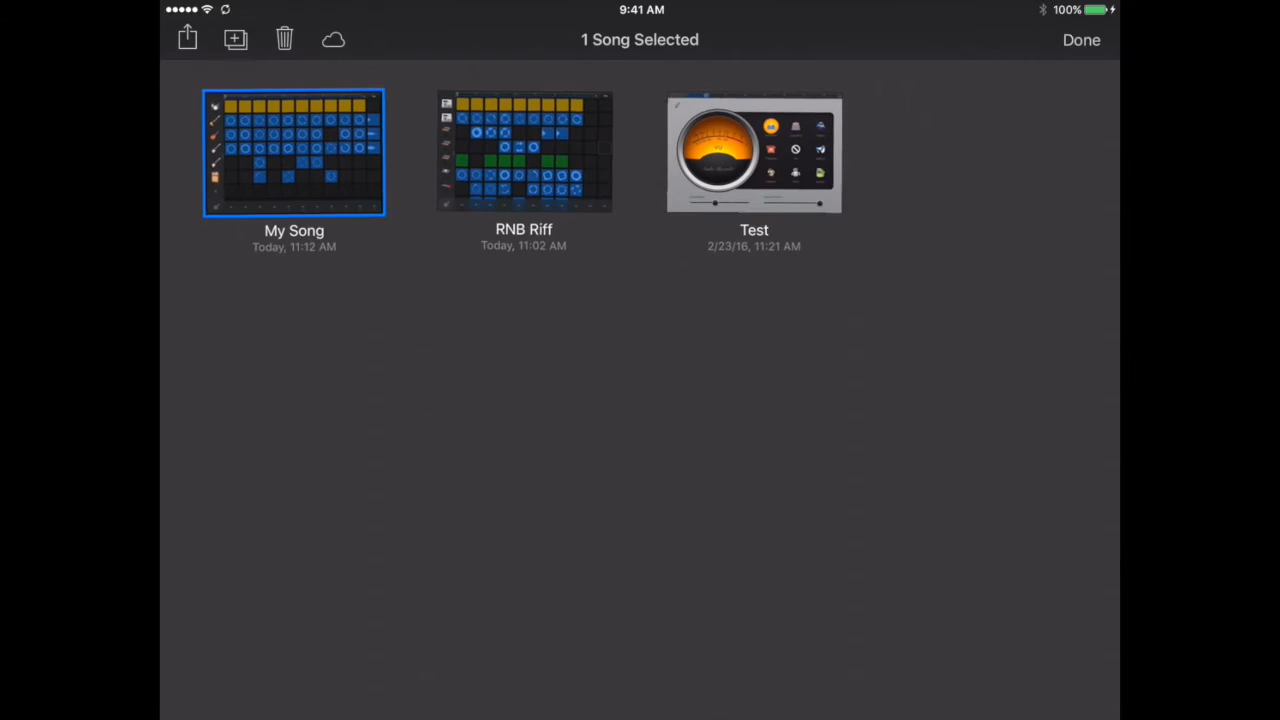 9:41 AM
100%
1 Song Selected
Done
My Song
Today, 11:12 AM
RNB Riff
Today, 11:02 AM
Test
2/23/16, 11:21 AM
VU